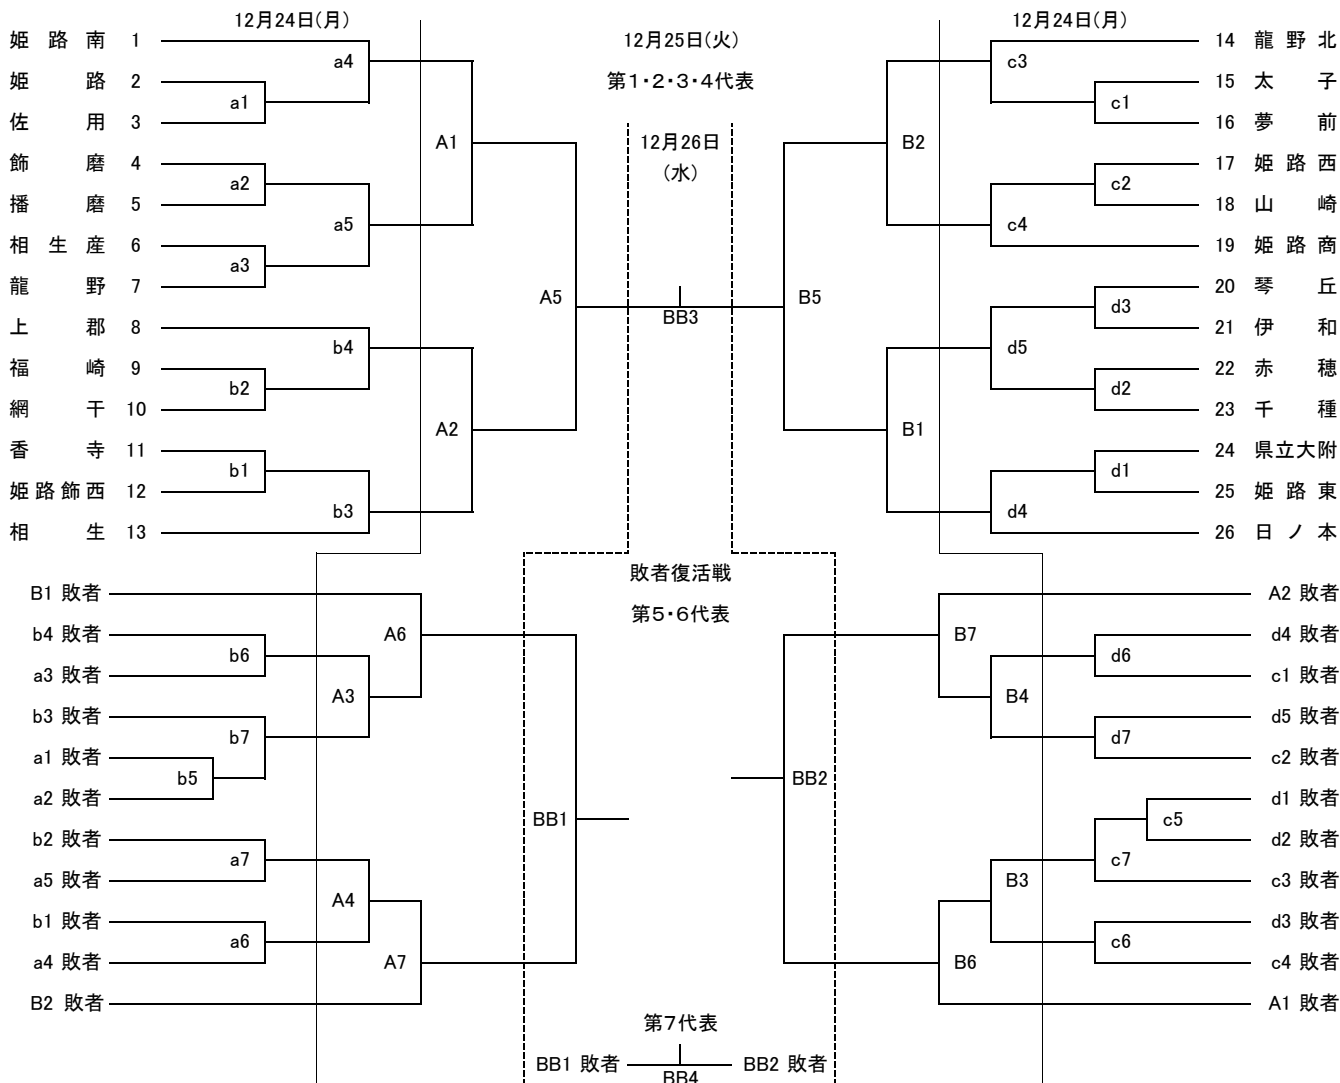 12月24日(月)
12月25日(火)
第1・2・3・4代表
12月26日
(水)
12月24日(月)
姫路南 1
姫路 2
佐用 3
飾磨 4
播磨 5
相生産 6
龍野 7
上郡 8
福崎 9
網干 10
香寺 11
姫路飾西 12
相生 13
a4
a1
a2
a5
a3
b4
b2
b1
b3
A1
A2
A5
BB3
B5
B2
B1
c3
c1
c2
c4
d3
d5
d2
d1
d4
14 龍野北
15 太子
16 夢前
17 姫路西
18 山崎
19 姫路商
20 琴丘
21 伊和
22 赤穂
23 千種
24 県立大附
25 姫路東
26 日ノ本
敗者復活戦
第5・6代表
B1 敗者
b4 敗者
a3 敗者
b3 敗者
a1 敗者
a2 敗者
b2 敗者
a5 敗者
b1 敗者
a4 敗者
B2 敗者
b6
b7
b5
a7
a6
A6
A3
A4
A7
BB1
BB2
B7
B4
B3
B6
d6
d7
c5
c7
c6
A2 敗者
d4 敗者
c1 敗者
d5 敗者
c2 敗者
d1 敗者
d2 敗者
c3 敗者
d3 敗者
c4 敗者
A1 敗者
第7代表
BB1 敗者 BB2 敗者
BB4